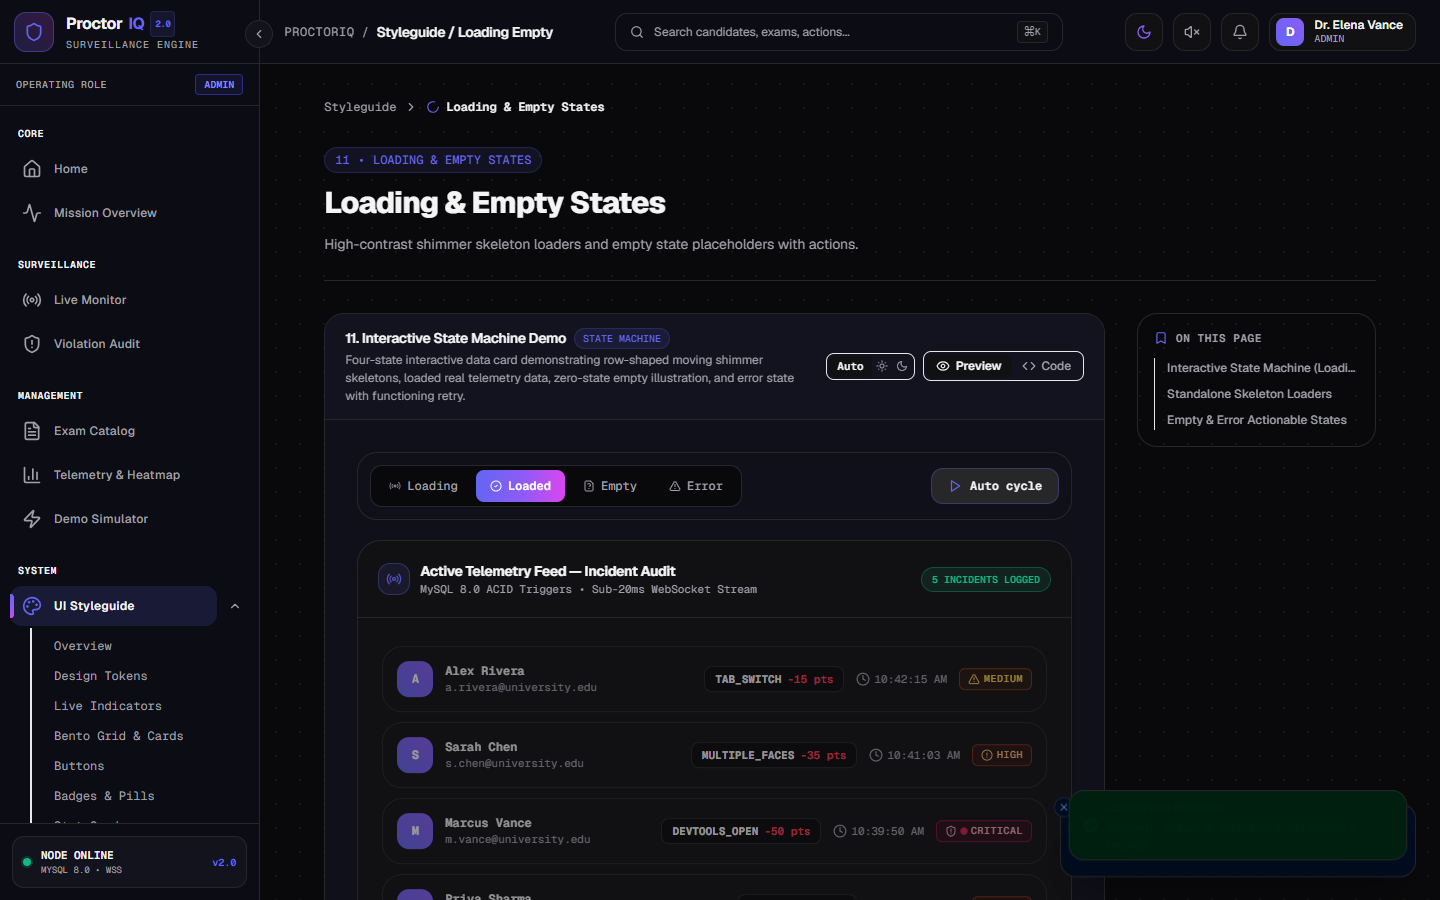 Proctor IQ 2.0
SURVEILLANCE ENGINE
OPERATING ROLE ADMIN
CORE
Home
Mission Overview
SURVEILLANCE
Live Monitor
Violation Audit
MANAGEMENT
Exam Catalog
Telemetry & Heatmap
Demo Simulator
SYSTEM
UI Styleguide
Overview
Design Tokens
Live Indicators
Bento Grid & Cards
Buttons
Badges & Pills
NODE ONLINE
MYSQL 8.0 • WSS
v2.0
PROCTORIQ / Styleguide / Loading Empty
Search candidates, exams, actions...
⌘K
D
Dr. Elena Vance
ADMIN
Styleguide > Loading & Empty States
11 • LOADING & EMPTY STATES
Loading & Empty States
High-contrast shimmer skeleton loaders and empty state placeholders with actions.
11. Interactive State Machine Demo STATE MACHINE
Four-state interactive data card demonstrating row-shaped moving shimmer
skeletons, loaded real telemetry data, zero-state empty illustration, and error state
with functioning retry.
Auto
Preview
Code
Loading
Loaded
Empty
Error
Auto cycle
Active Telemetry Feed — Incident Audit
MySQL 8.0 ACID Triggers • Sub-20ms WebSocket Stream
5 INCIDENTS LOGGED
A
Alex Rivera
a.rivera@university.edu
TAB_SWITCH -15 pts
10:42:15 AM
MEDIUM
S
Sarah Chen
s.chen@university.edu
MULTIPLE_FACES -35 pts
10:41:03 AM
HIGH
M
Marcus Vance
m.vance@university.edu
DEVTOOLS_OPEN -50 pts
10:39:50 AM
CRITICAL
Priya Sharma
ON THIS PAGE
Interactive State Machine (Loadi...
Standalone Skeleton Loaders
Empty & Error Actionable States